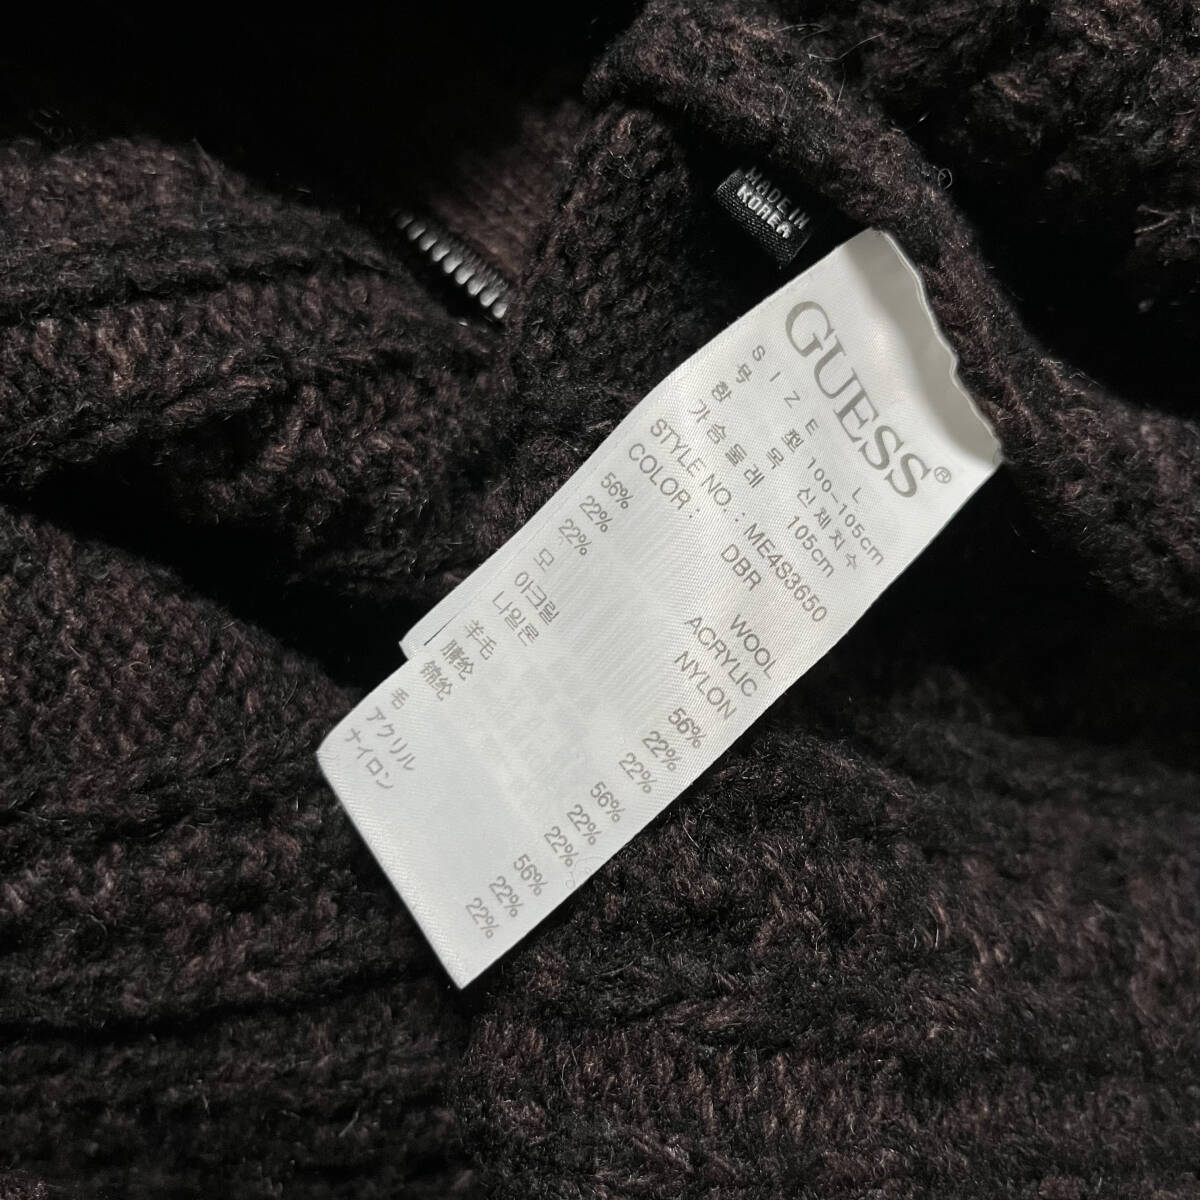 MADE IN
KOREA
GUESS®
SIZE L
호 칭 100~105cm
항 목 신체치수
가슴둘레 105cm
STYLE NO.: ME4S3650
COLOR: DBR
WOOL 56%
ACRYLIC 22%
NYLON 22%
모 56%
아크릴 22%
나일론 22%
羊毛 56%
腈纶 22%
锦纶 22%
毛 56%
アクリル 22%
ナイロン 22%